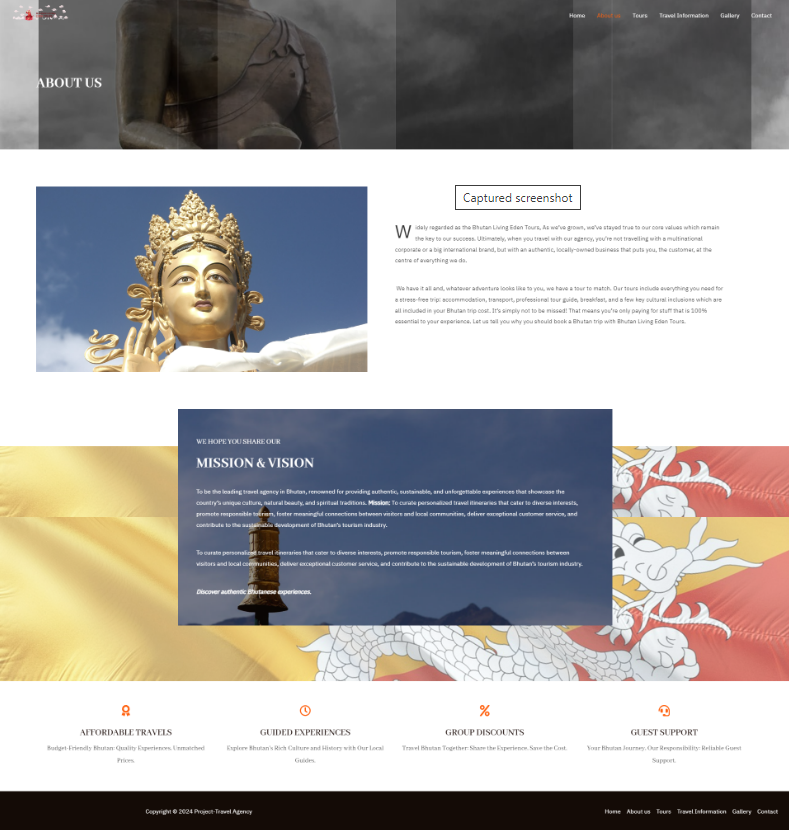 Home About us Tours Travel Information Gallery Contact
ABOUT US
Captured screenshot
Widely regarded as the Bhutan Living Eden Tours, As we've grown, we've stayed true to our core values which remain
the key to our success. Ultimately, when you travel with our agency, you're not travelling with a multinational
corporate or a big international brand, but with an authentic, locally-owned business that puts you, the customer, at the
centre of everything we do.
We have it all and, whatever adventure looks like to you, we have a tour to match. Our tours include everything you need for
a stress-free trip: accommodation, transport, professional tour guide, breakfast, and a few key cultural inclusions which are
all included in your Bhutan trip cost. It's simply not to be missed! That means you're only paying for stuff that is 100%
essential to your experience. Let us tell you why you should book a Bhutan trip with Bhutan Living Eden Tours.
WE HOPE YOU SHARE OUR
MISSION & VISION
To be the leading travel agency in Bhutan, renowned for providing authentic, sustainable, and unforgettable experiences that showcase the
country's unique culture, natural beauty, and spiritual traditions. Mission: To curate personalized travel itineraries that cater to diverse interests,
promote responsible tourism, foster meaningful connections between visitors and local communities, deliver exceptional customer service, and
contribute to the sustainable development of Bhutan's tourism industry.
To curate personalized travel itineraries that cater to diverse interests, promote responsible tourism, foster meaningful connections between
visitors and local communities, deliver exceptional customer service, and contribute to the sustainable development of Bhutan's tourism industry.
Discover authentic Bhutanese experiences.
AFFORDABLE TRAVELS
Budget-Friendly Bhutan: Quality Experiences, Unmatched
Prices.
GUIDED EXPERIENCES
Explore Bhutan's Rich Culture and History with Our Local
Guides.
GROUP DISCOUNTS
Travel Bhutan Together: Share the Experience, Save the Cost.
GUEST SUPPORT
Your Bhutan Journey, Our Responsibility: Reliable Guest
Support.
Copyright © 2024 Project-Travel Agency
Home About us Tours Travel Information Gallery Contact